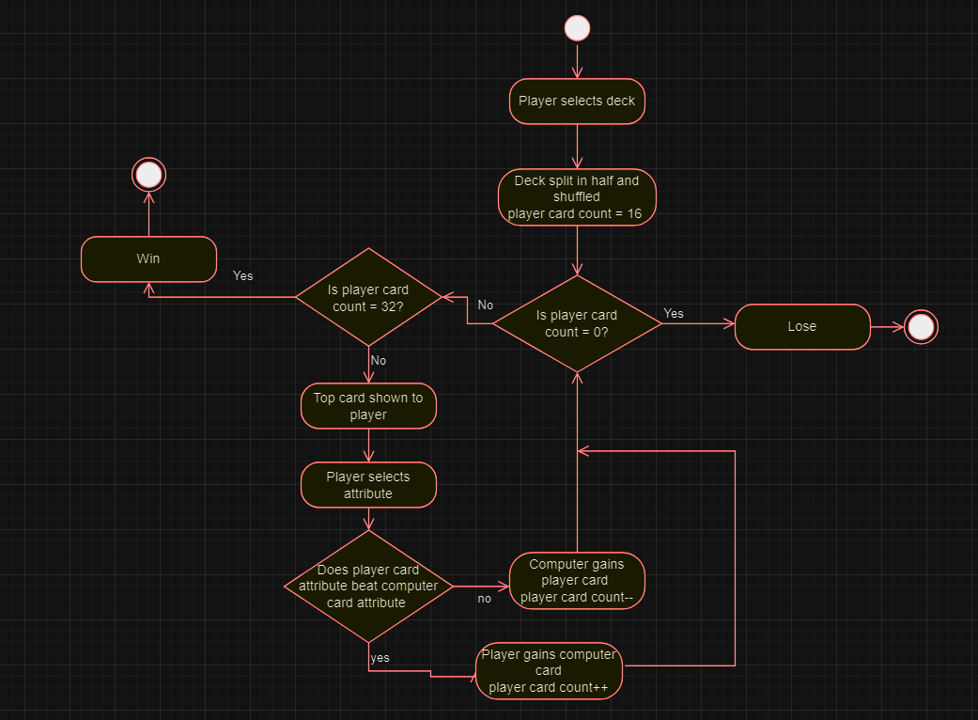 Player selects deck
Deck split in half and
shuffled
player card count = 16
Win
Yes
Is player card
count = 32?
No
Is player card
count = 0?
Yes
Lose
No
Top card shown to
player
Player selects
attribute
Does player card
attribute beat computer
card attribute
no
Computer gains
player card
player card count--
yes
Player gains computer
card
player card count++